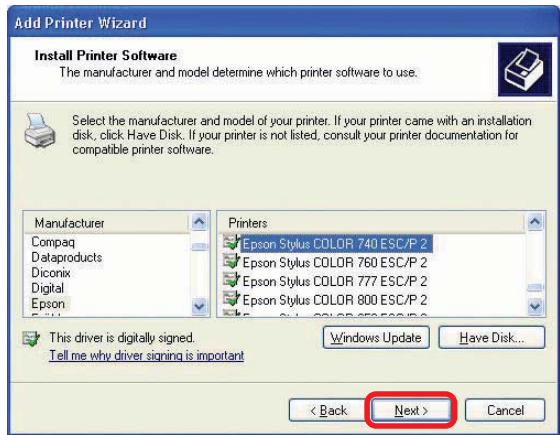 Add Printer Wizard
Install Printer Software
The manufacturer and model determine which printer software to use.
Select the manufacturer and model of your printer. If your printer came with an installation
disk, click Have Disk. If your printer is not listed, consult your printer documentation for
compatible printer software.
Manufacturer
Compaq
Dataproducts
Diconix
Digital
Epson
Printers
Epson Stylus COLOR 740 ESC/P 2
Epson Stylus COLOR 760 ESC/P 2
Epson Stylus COLOR 777 ESC/P 2
Epson Stylus COLOR 800 ESC/P 2
This driver is digitally signed.
Tell me why driver signing is important
Windows Update
Have Disk...
< Back
Next >
Cancel